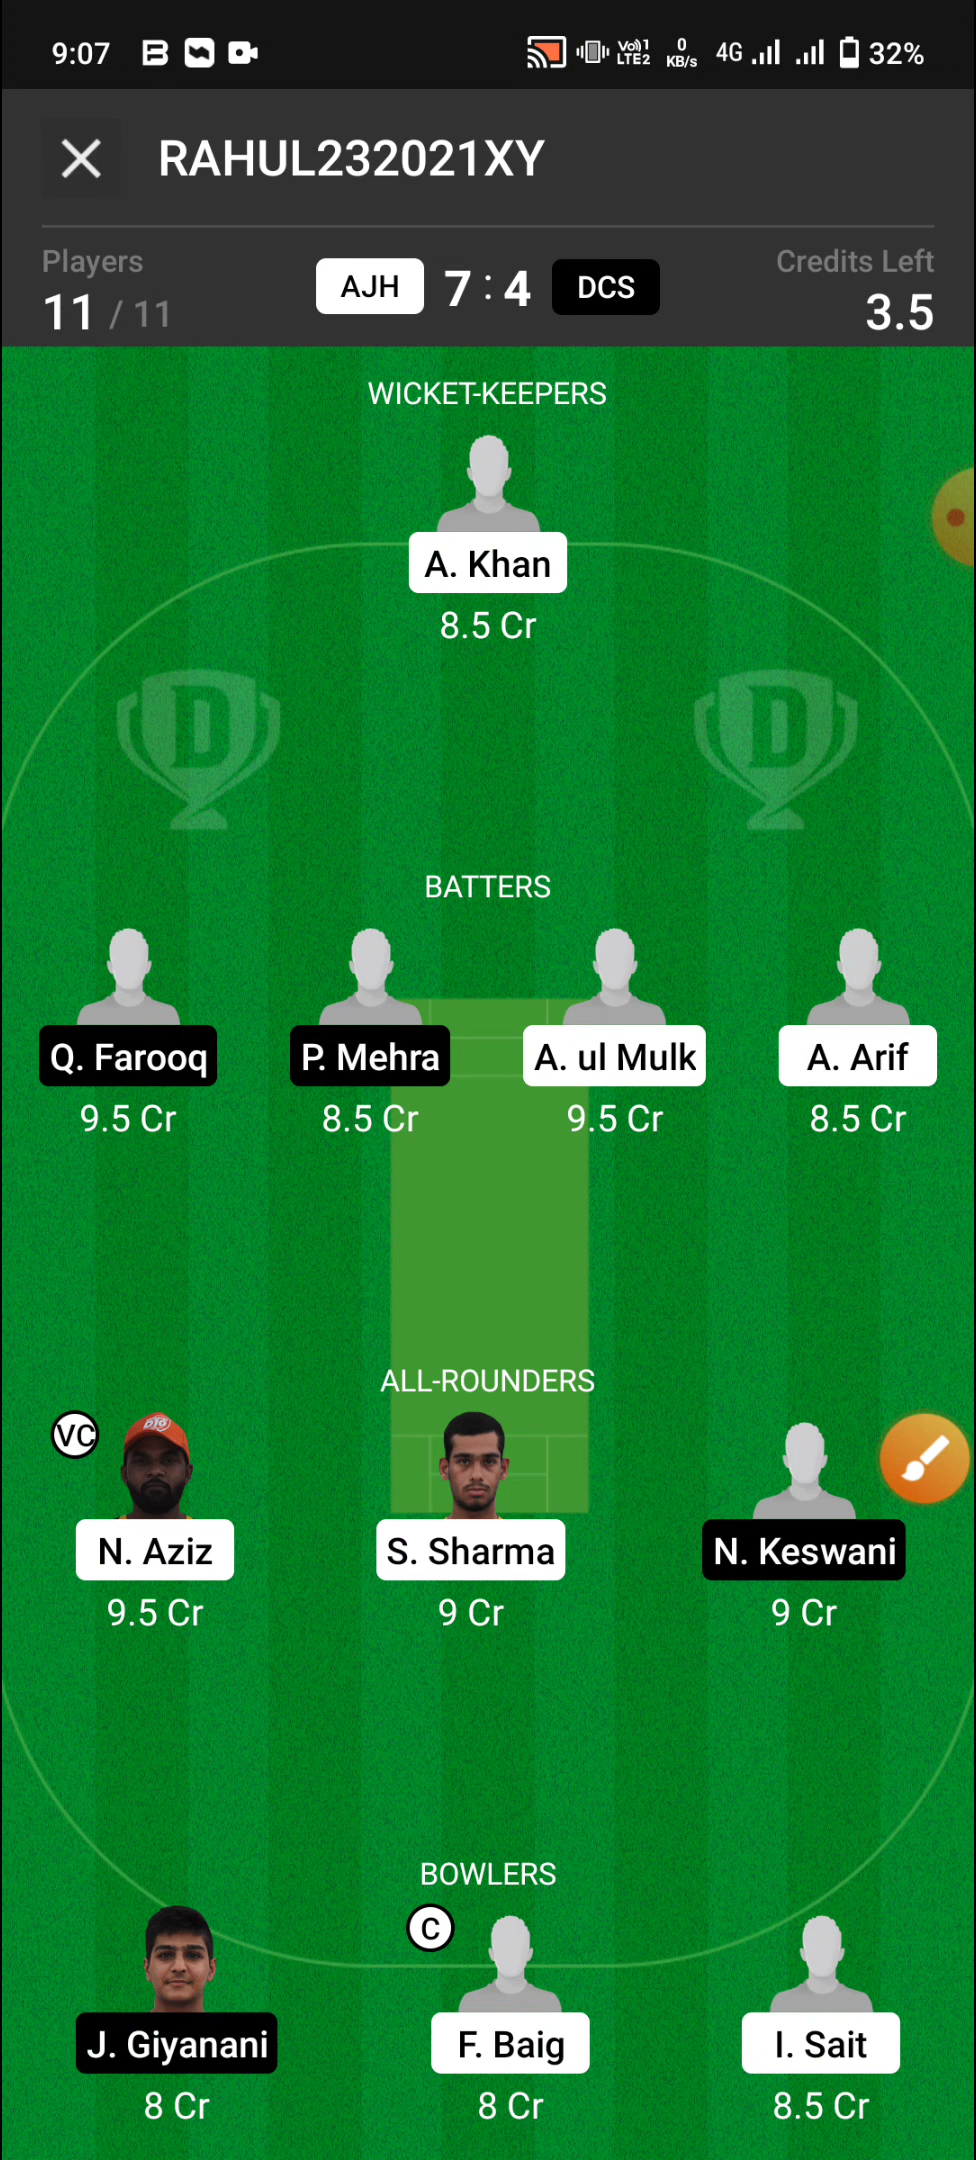 9:07
Vo)) 1
LTE2
0
KB/s
4G
32%
RAHUL232021XY
Players
11 / 11
AJH 7 : 4 DCS
Credits Left
3.5
WICKET-KEEPERS
A. Khan
8.5 Cr
D D
BATTERS
Q. Farooq P. Mehra A. ul Mulk A. Arif
9.5 Cr 8.5 Cr 9.5 Cr 8.5 Cr
ALL-ROUNDERS
VC
N. Aziz S. Sharma N. Keswani
9.5 Cr 9 Cr 9 Cr
BOWLERS
C
J. Giyanani F. Baig I. Sait
8 Cr 8 Cr 8.5 Cr